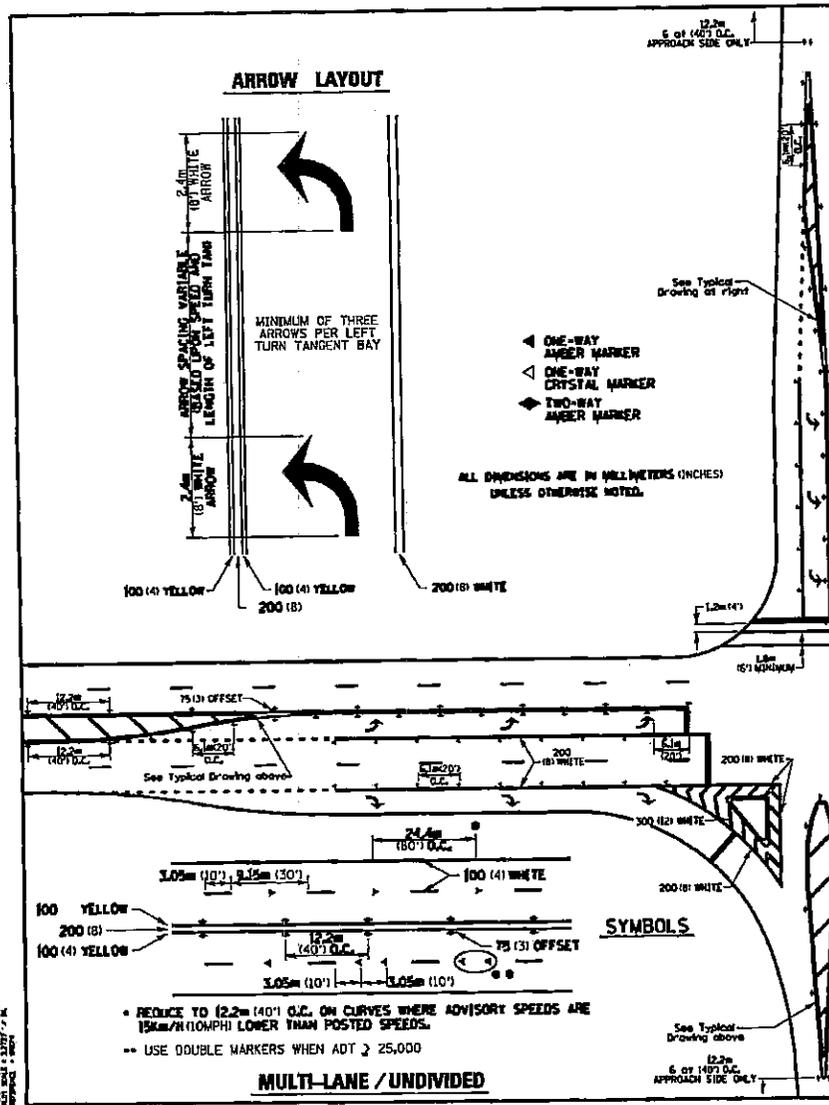 12.2m
6 at (40') O.C.
APPROACH SIDE ONLY
ARROW LAYOUT
2.4m
(8') WHITE
ARROW
ARROW SPACING VARIABLE
(BASED UPON SPEED AND
LENGTH OF LEFT TURN TANG
MINIMUM OF THREE
ARROWS PER LEFT
TURN TANGENT BAY
2.4m
(8') WHITE
ARROW
6.1m(20')
O.C.
See Typical
Drawing at right
ONE-WAY
AMBER MARKER
ONE-WAY
CRYSTAL MARKER
TWO-WAY
AMBER MARKER
ALL DIMENSIONS ARE IN MILLIMETERS (INCHES)
UNLESS OTHERWISE NOTED.
100 (4) YELLOW
100 (4) YELLOW
200 (8)
200 (8) WHITE
1.2m (4')
1.8m
(6') MINIMUM
12.2m
(40') O.C.
75 (3) OFFSET
12.2m
(40') O.C.
6.1m(20')
O.C.
See Typical Drawing above
6.1m(20')
O.C.
200
(8) WHITE
6.1m
(20')
200 (8) WHITE
300 (12) WHITE
200 (8) WHITE
24.4m
(80') O.C.
*
3.05m (10')
9.15m (30')
100 (4) WHITE
100 YELLOW
200 (8)
100 (4) YELLOW
12.2m
(40') O.C.
75 (3) OFFSET
SYMBOLS
3.05m (10')
3.05m (10')
**
* REDUCE TO 12.2m (40') O.C. ON CURVES WHERE ADVISORY SPEEDS ARE
15km/H (10MPH) LOWER THAN POSTED SPEEDS.
** USE DOUBLE MARKERS WHEN ADT ≥ 25,000
See Typical
Drawing above
12.2m
6 at (40') O.C.
APPROACH SIDE ONLY
MULTI-LANE / UNDIVIDED